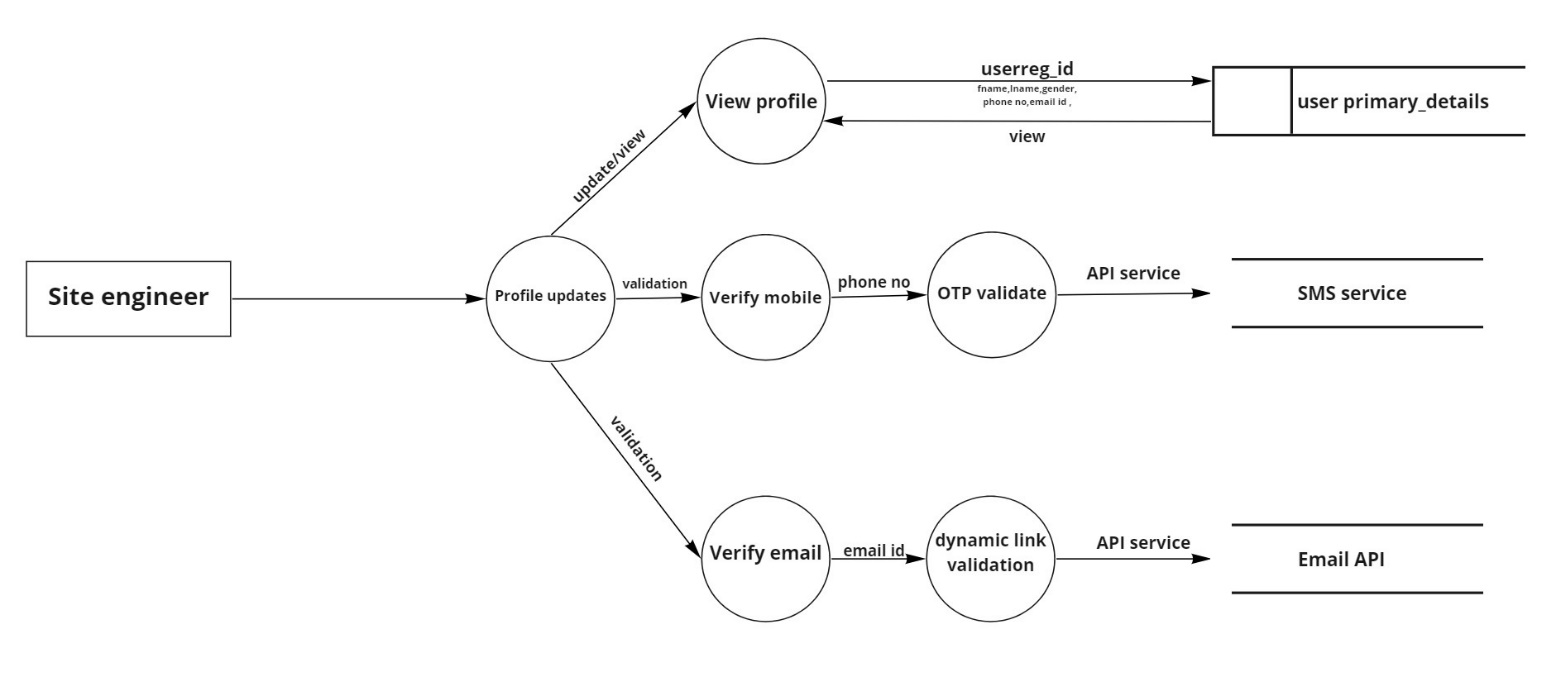 userreg_id
fname,lname,gender,
phone no,email id ,
View profile
user primary_details
view
update/view
Site engineer
Profile updates
validation
Verify mobile
phone no
OTP validate
API service
SMS service
validation
Verify email
email id
dynamic link
validation
API service
Email API